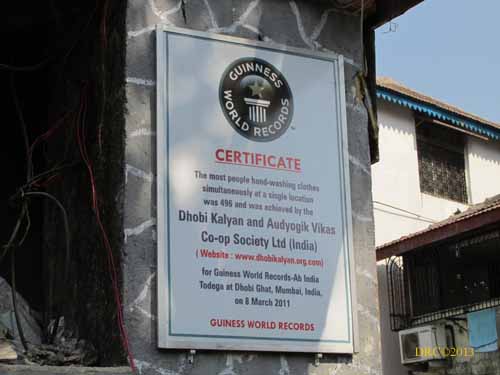 GUINNESS
WORLD RECORDS
TM
CERTIFICATE
The most people hand-washing clothes
simultaneously at a single location
was 496 and was achieved by the
Dhobi Kalyan and Audyogik Vikas
Co-op Society Ltd (India)
( Website : www.dhobikalyan.org.com)
for Guiness World Records-Ab India
Todega at Dhobi Ghat, Mumbai, India,
on 8 March 2011
GUINESS WORLD RECORDS
DRC©2013